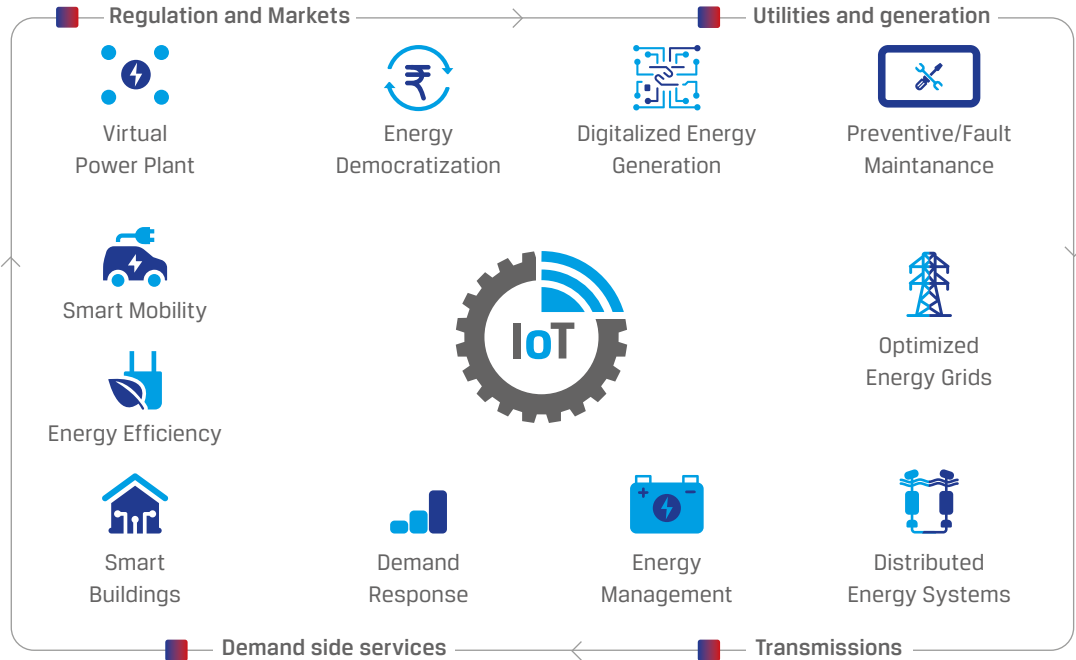 Regulation and Markets
Utilities and generation
Virtual
Power Plant
₹
Energy
Democratization
Digitalized Energy
Generation
Preventive/Fault
Maintanance
Smart Mobility
IoT
Optimized
Energy Grids
Energy Efficiency
+ -
Smart
Buildings
Demand
Response
Energy
Management
Distributed
Energy Systems
Demand side services
Transmissions